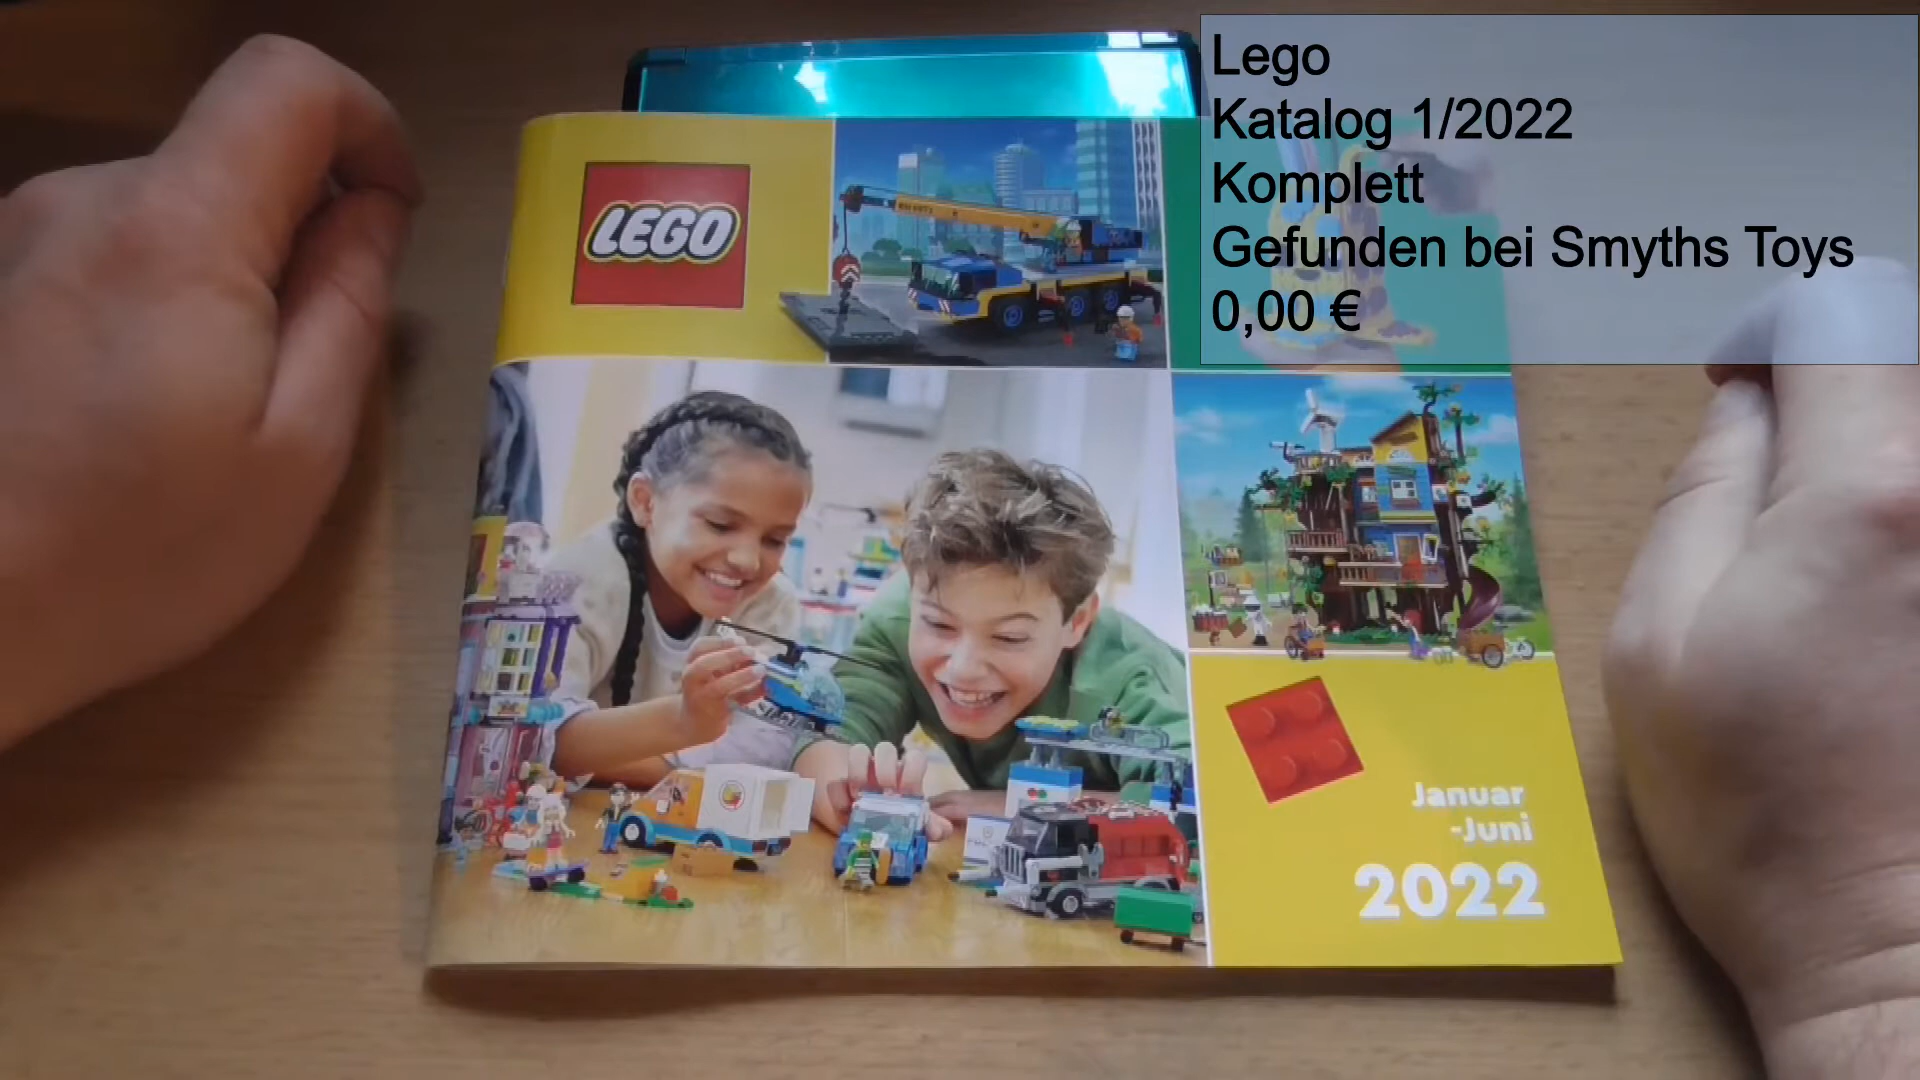 Lego
Katalog 1/2022
Komplett
Gefunden bei Smyths Toys
0,00 €
LEGO
Januar
-Juni
2022